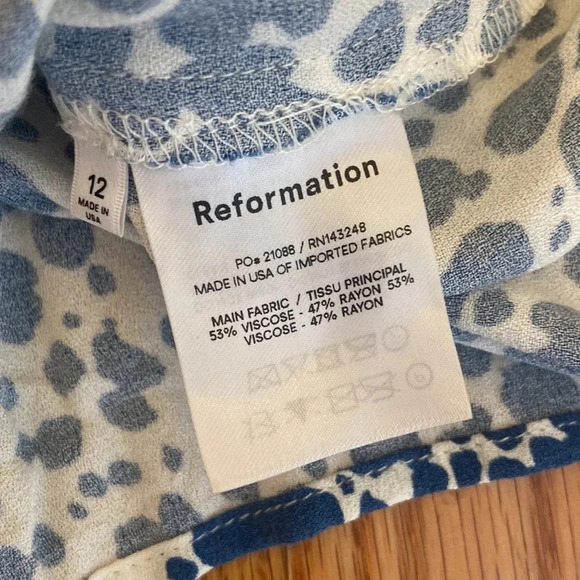 12
MADE IN
USA
Reformation
PO# 21088 / RN143248
MADE IN USA OF IMPORTED FABRICS
MAIN FABRIC / TISSU PRINCIPAL
53% VISCOSE - 47% RAYON 53%
VISCOSE - 47% RAYON